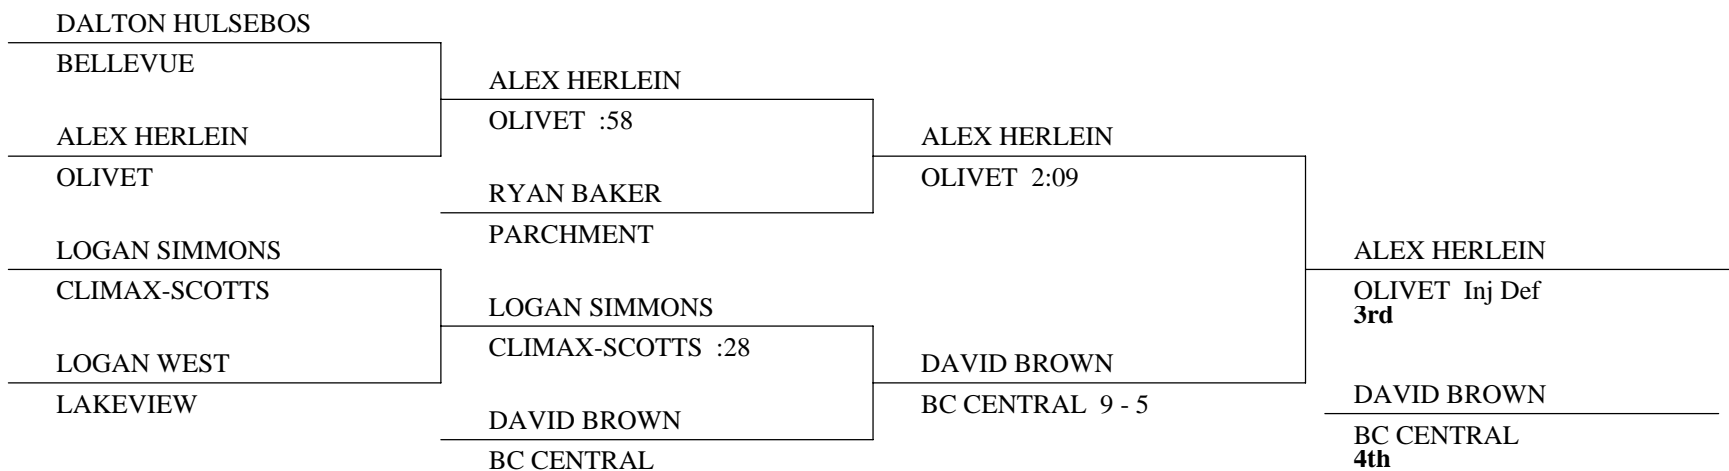 DALTON HULSEBOS
BELLEVUE
ALEX HERLEIN
OLIVET
LOGAN SIMMONS
CLIMAX-SCOTTS
LOGAN WEST
LAKEVIEW
ALEX HERLEIN
OLIVET :58
RYAN BAKER
PARCHMENT
LOGAN SIMMONS
CLIMAX-SCOTTS :28
DAVID BROWN
BC CENTRAL
ALEX HERLEIN
OLIVET 2:09
DAVID BROWN
BC CENTRAL 9 - 5
ALEX HERLEIN
OLIVET Inj Def
3rd
DAVID BROWN
BC CENTRAL
4th